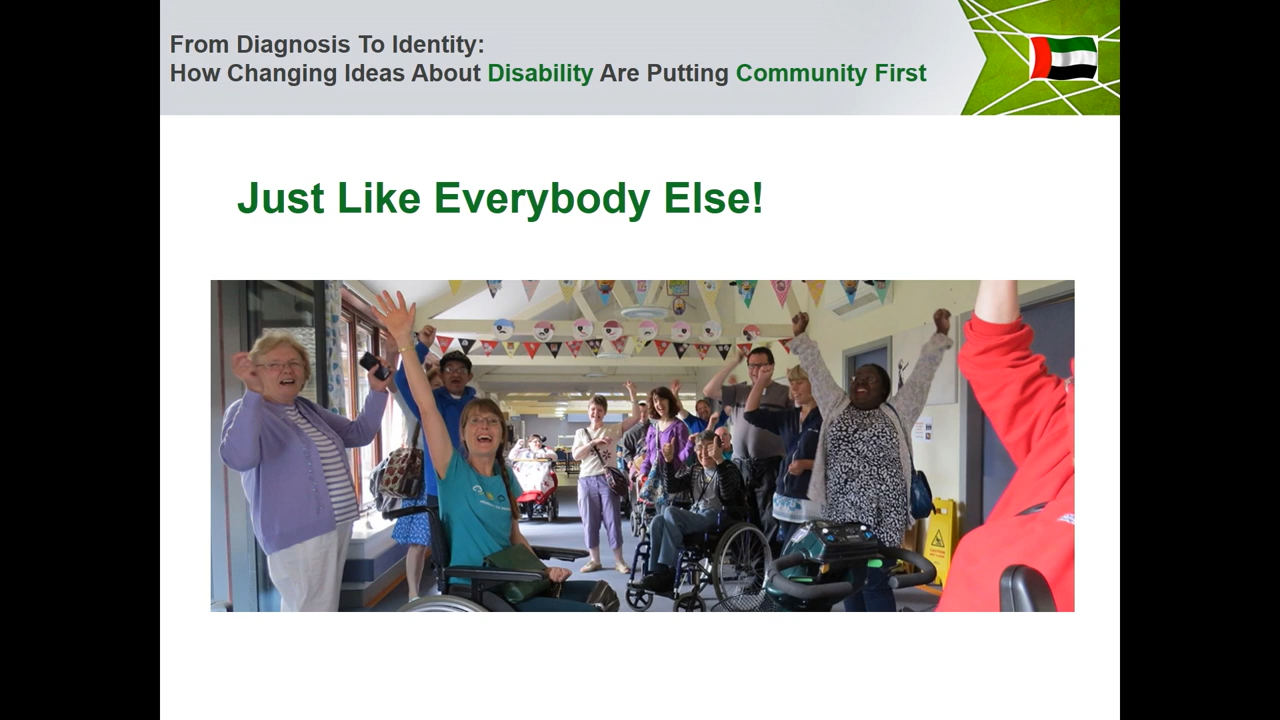 From Diagnosis To Identity:
How Changing Ideas About Disability Are Putting Community First
Just Like Everybody Else!